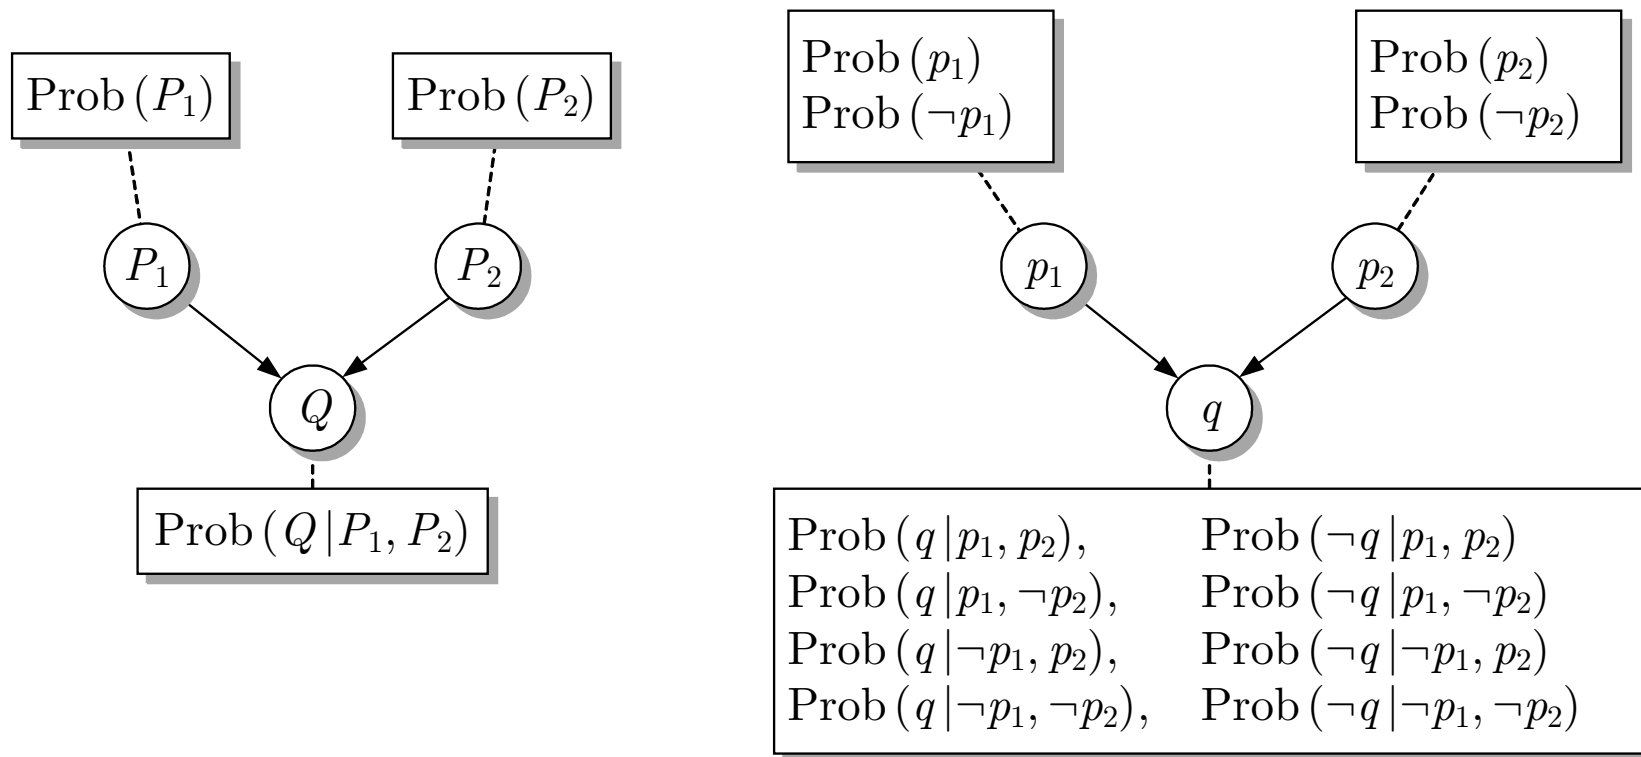 Prob (P₁)
Prob (P₂)
P₁
P₂
Q
Prob (Q|P₁, P₂)
Prob (p₁)
Prob (¬p₁)
Prob (p₂)
Prob (¬p₂)
p₁
p₂
q
Prob (q|p₁, p₂), Prob (¬q|p₁, p₂)
Prob (q|p₁, ¬p₂), Prob (¬q|p₁, ¬p₂)
Prob (q|¬p₁, p₂), Prob (¬q|¬p₁, p₂)
Prob (q|¬p₁, ¬p₂), Prob (¬q|¬p₁, ¬p₂)